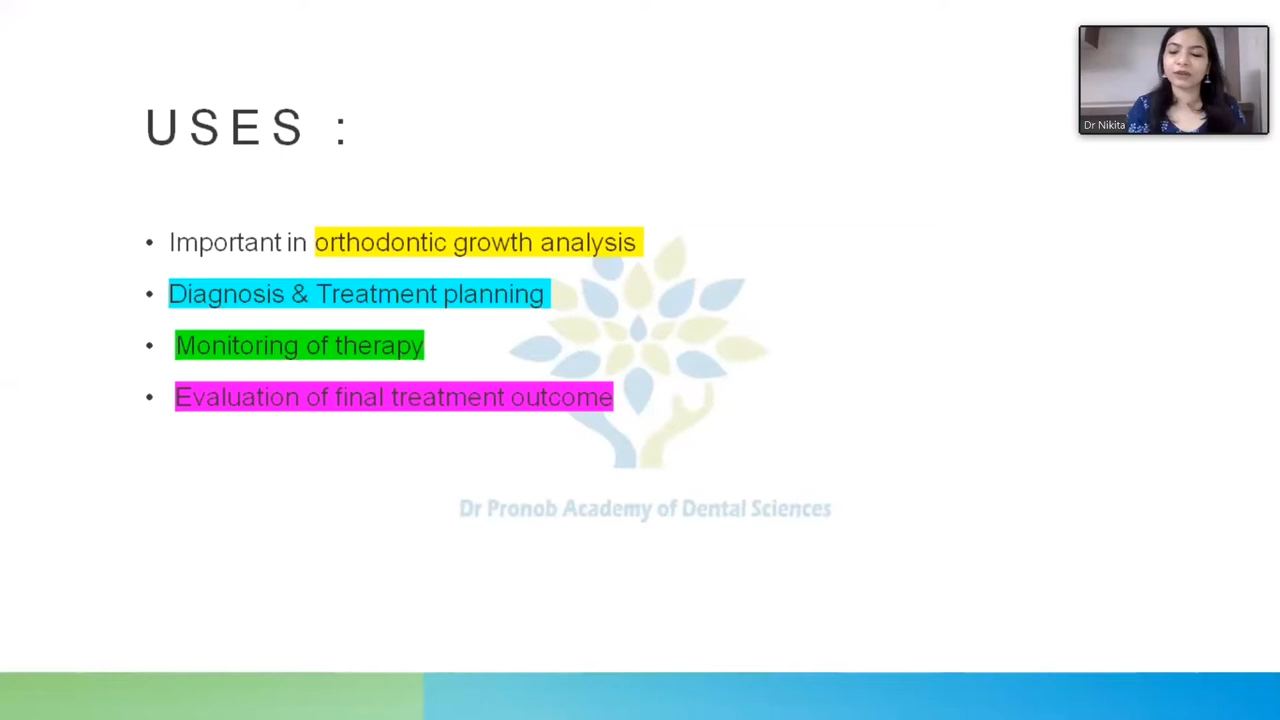 USES :
• Important in orthodontic growth analysis
• Diagnosis & Treatment planning
• Monitoring of therapy
• Evaluation of final treatment outcome
Dr Pronob Academy of Dental Sciences
Dr Nikita